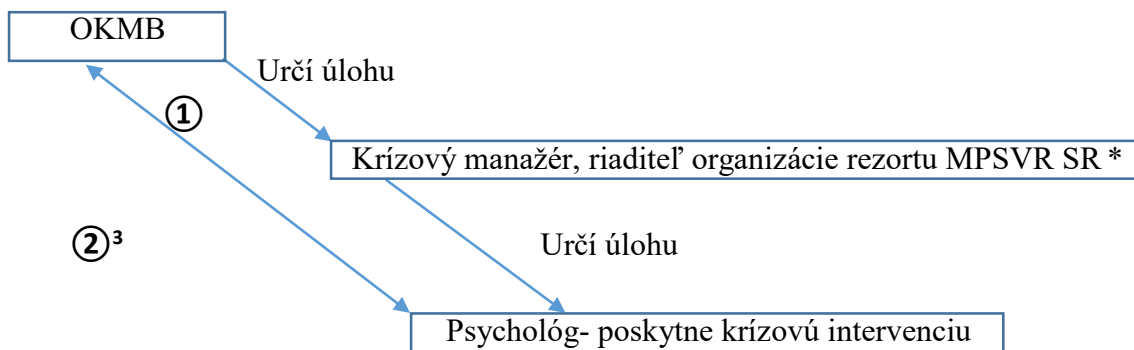 OKMB
Určí úlohu
①
Krízový manažér, riaditeľ organizácie rezortu MPSVR SR *
②³
Určí úlohu
Psychológ- poskytne krízovú intervenciu